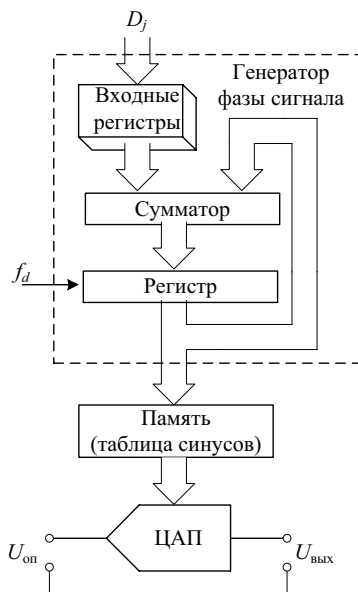 D_j
Генератор
фазы сигнала
Входные
регистры
Сумматор
f_d
Регистр
Память
(таблица синусов)
U_оп
ЦАП
U_вых